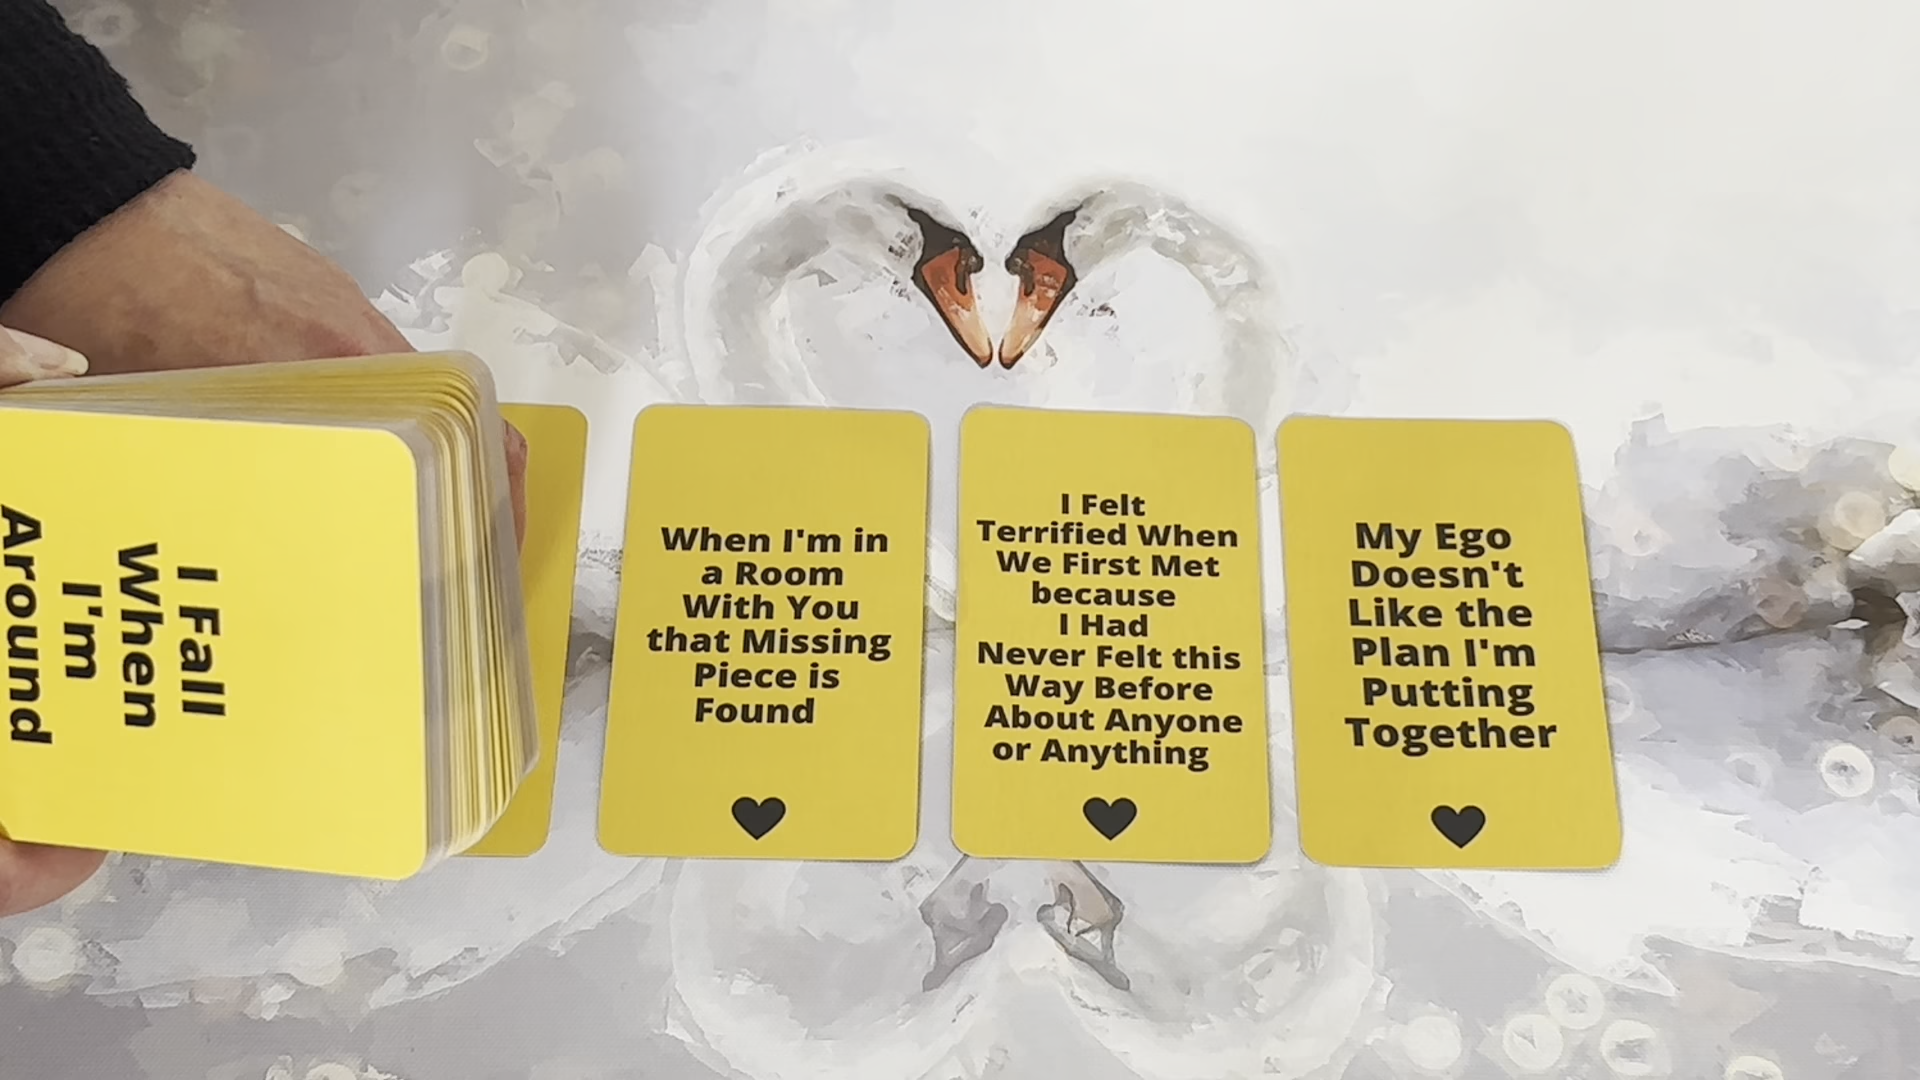 I Fall
When
I'm
Around
When I'm in
a Room
With You
that Missing
Piece is
Found
I Felt
Terrified When
We First Met
because
I Had
Never Felt this
Way Before
About Anyone
or Anything
My Ego
Doesn't
Like the
Plan I'm
Putting
Together